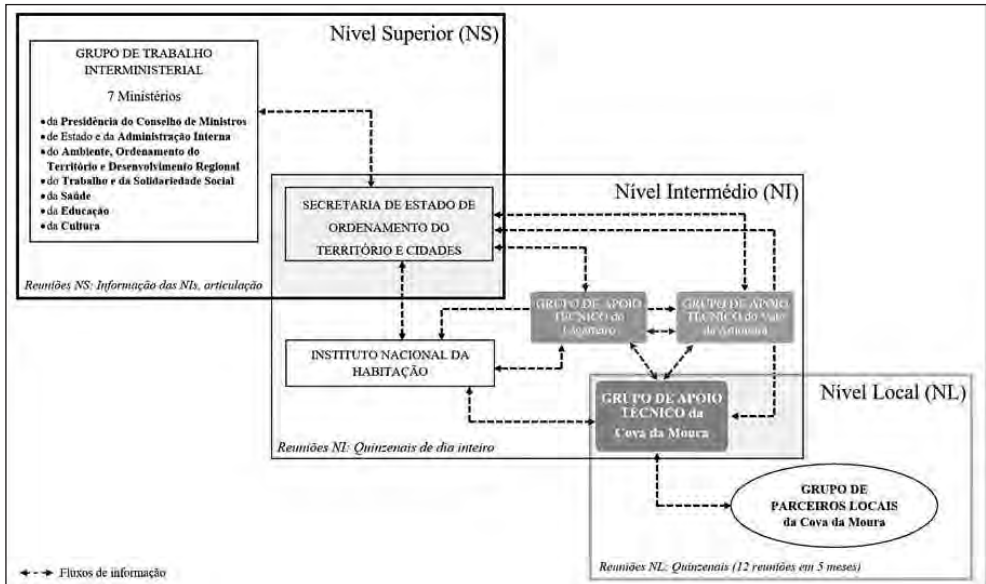 Nível Superior (NS)
GRUPO DE TRABALHO
INTERMINISTERIAL
7 Ministérios
• da Presidência do Conselho de Ministros
• de Estado e da Administração Interna
• do Ambiente, Ordenamento do
Território e Desenvolvimento Regional
• do Trabalho e da Solidariedade Social
• da Saúde
• da Educação
• da Cultura
Reuniões NS: Informação das NIs, articulação
Nível Intermédio (NI)
SECRETARIA DE ESTADO DE
ORDENAMENTO DO
TERRITÓRIO E CIDADES
GRUPO DE APOIO
TÉCNICO do
Lagarteiro
GRUPO DE APOIO
TÉCNICO do Vale
da Amoreira
INSTITUTO NACIONAL DA
HABITAÇÃO
GRUPO DE APOIO
TÉCNICO da
Cova da Moura
Reuniões NI: Quinzenais de dia inteiro
Nível Local (NL)
GRUPO DE
PARCEIROS LOCAIS
da Cova da Moura
Reuniões NL: Quinzenais (12 reuniões em 5 meses)
Fluxos de informação